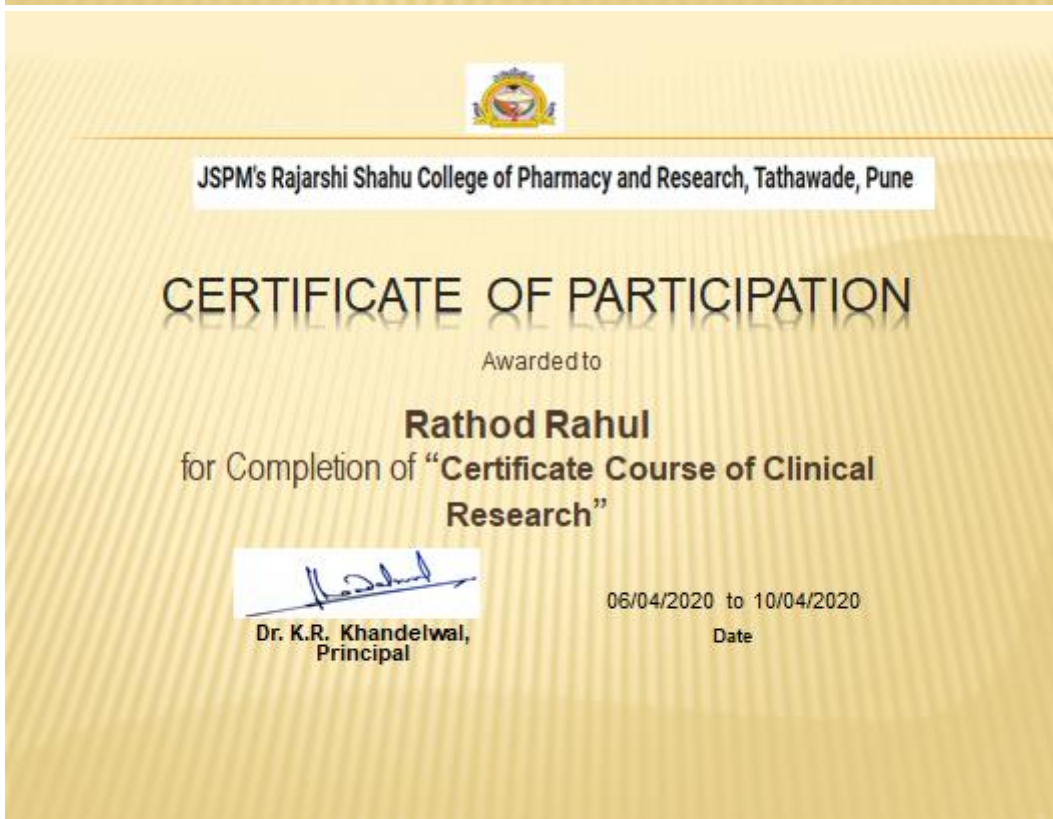 JSPM's Rajarshi Shahu College of Pharmacy and Research, Tathawade, Pune
CERTIFICATE OF PARTICIPATION
Awarded to
Rathod Rahul
for Completion of “Certificate Course of Clinical
Research”
Dr. K.R. Khandelwal,
Principal
06/04/2020 to 10/04/2020
Date